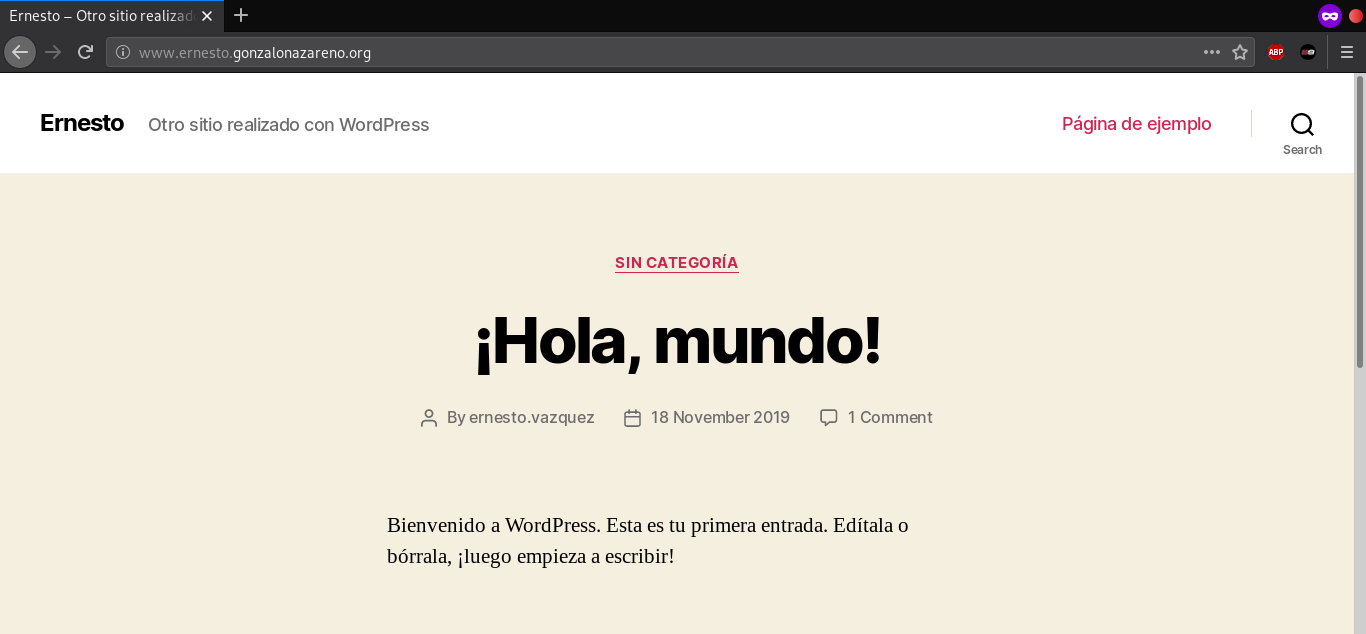 Ernesto – Otro sitio realizad
www.ernesto.gonzalonazareno.org
ABP
Ernesto Otro sitio realizado con WordPress Página de ejemplo
Search
SIN CATEGORÍA
¡Hola, mundo!
By ernesto.vazquez 18 November 2019 1 Comment
Bienvenido a WordPress. Esta es tu primera entrada. Edítala o
bórrala, ¡luego empieza a escribir!